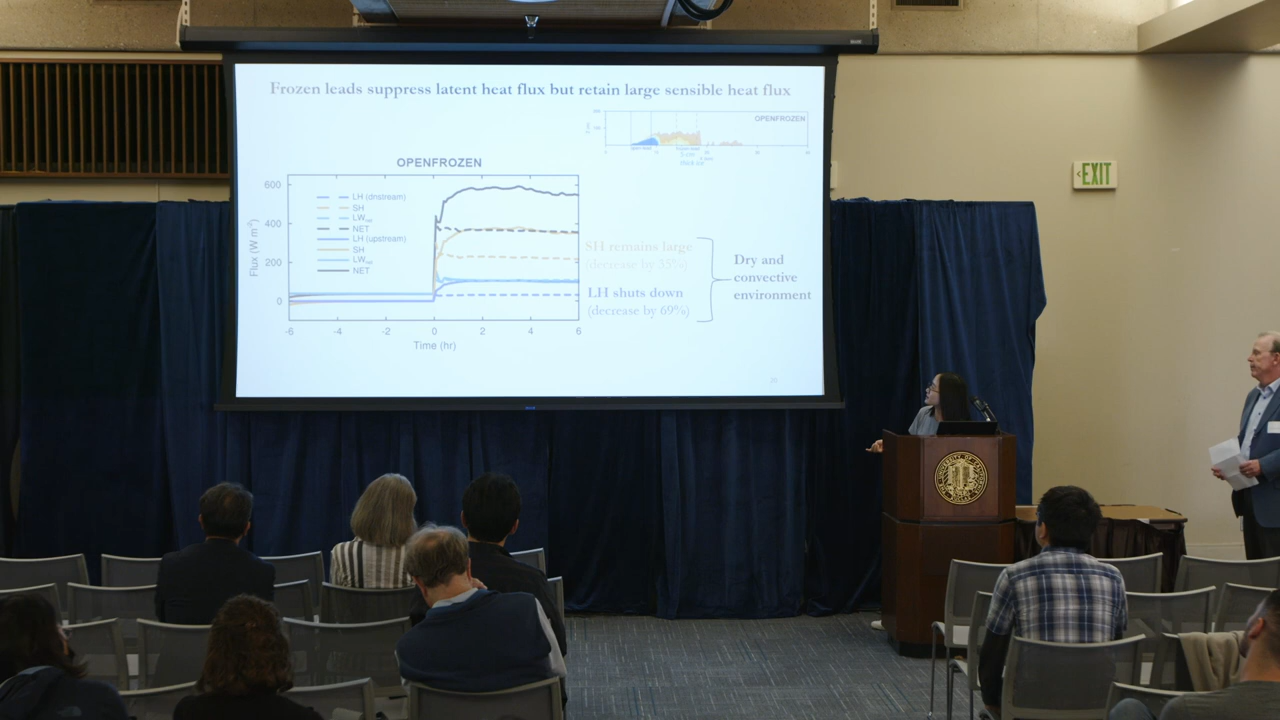 Frozen leads suppress latent heat flux but retain large sensible heat flux
OPENFROZEN
OPENFROZEN
600
400
200
0
Flux (W m-2)
LH (dnstream)
SH
LWnet
NET
LH (upstream)
SH
LWnet
NET
-6
-4
-2
0
2
4
6
Time (hr)
SH remains large
(decrease by 35%)
LH shuts down
(decrease by 69%)
Dry and
convective
environment
EXIT